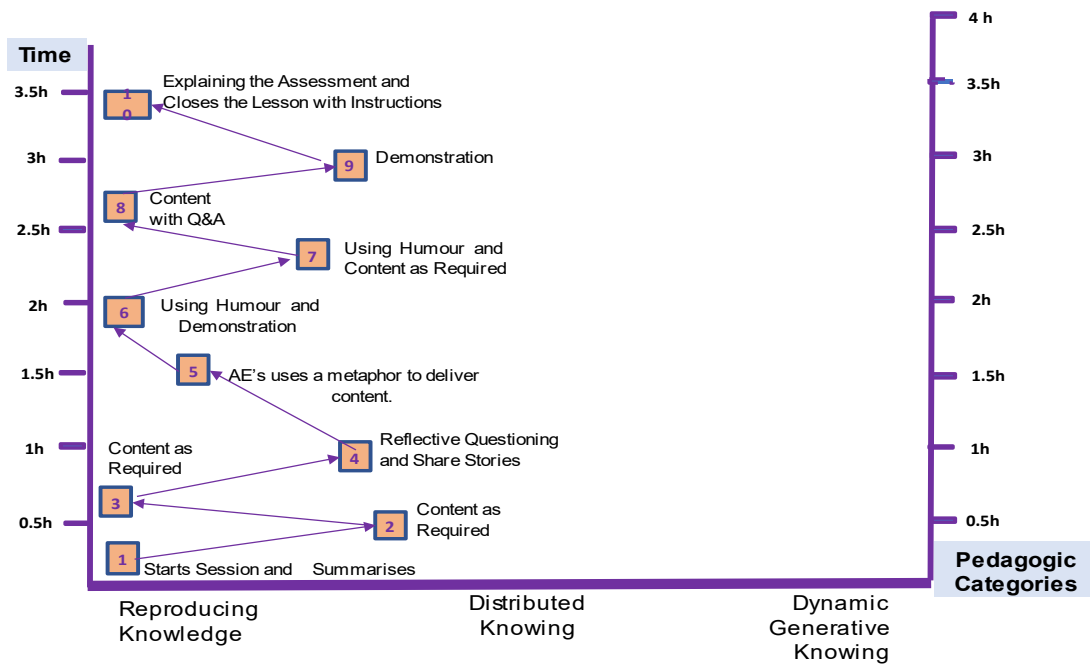 4 h
Time
3.5h
3h
2.5h
2h
1.5h
1h
0.5h
Explaining the Assessment and
Closes the Lesson with Instructions
10
9
Demonstration
8
Content
with Q&A
7
Using Humour and
Content as Required
6
Using Humour and
Demonstration
5
AE’s uses a metaphor to deliver
content.
4
Reflective Questioning
and Share Stories
Content as
Required
3
2
Content as
Required
1
Starts Session and Summarises
3.5h
3h
2.5h
2h
1.5h
1h
0.5h
Pedagogic
Categories
Reproducing
Knowledge
Distributed
Knowing
Dynamic
Generative
Knowing